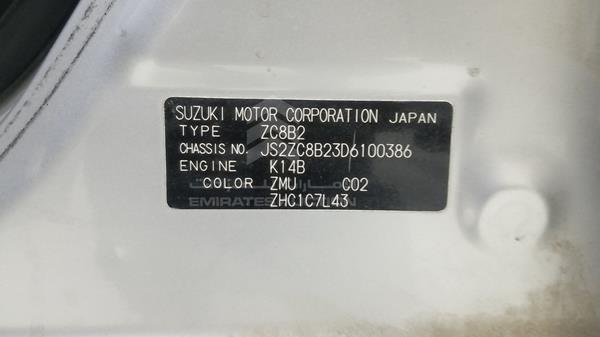 SUZUKI MOTOR CORPORATION JAPAN
TYPE ZC8B2
CHASSIS NO. JS2ZC8B23D6100386
ENGINE K14B
COLOR ZMU C02
ZHC1C7L43
EMIRATES